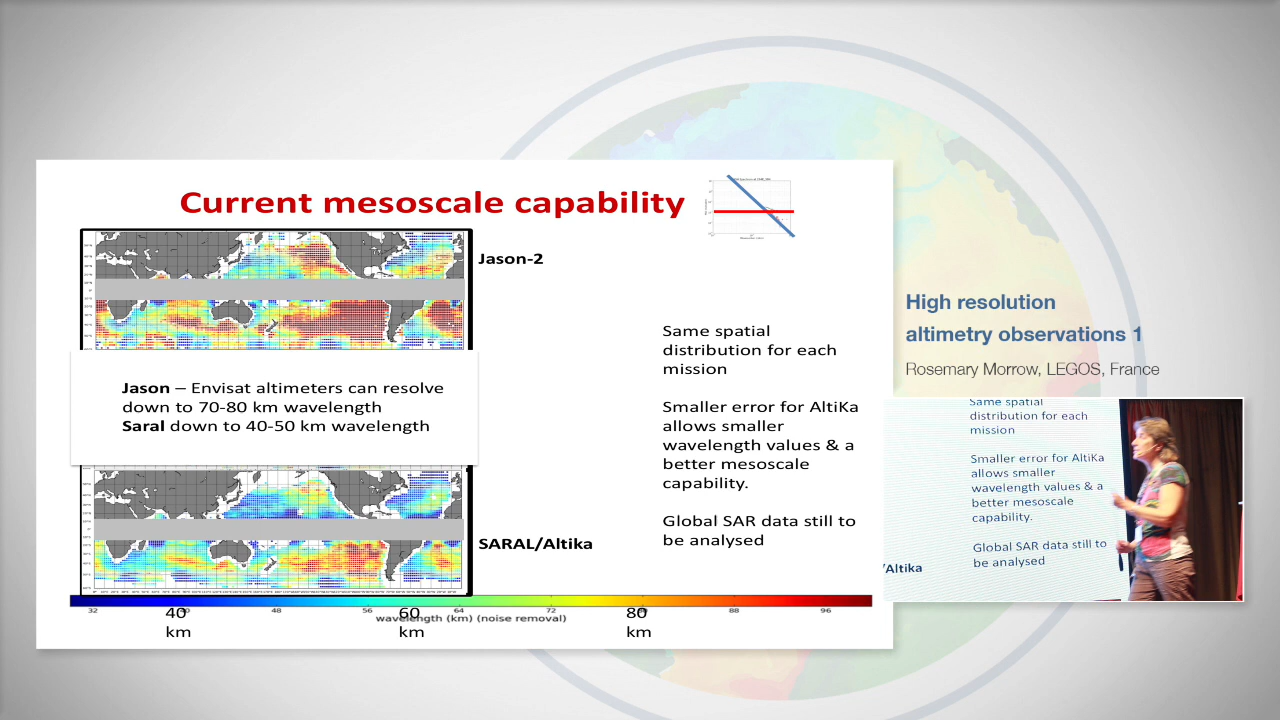 Current mesoscale capability
Jason-2
Same spatial
distribution for each
mission
Jason – Envisat altimeters can resolve
down to 70-80 km wavelength
Saral down to 40-50 km wavelength
Smaller error for AltiKa
allows smaller
wavelength values & a
better mesoscale
capability.
Global SAR data still to
be analysed
SARAL/Altika
32 48 56 64 72 88 96
40 km
60 km
80 km
wavelength (km) (noise removal)
High resolution
altimetry observations 1
Rosemary Morrow, LEGOS, France
Same spatial
distribution for each
mission
Smaller error for AltiKa
allows smaller
wavelength values & a
better mesoscale
capability.
Global SAR data still to
be analysed
/Altika